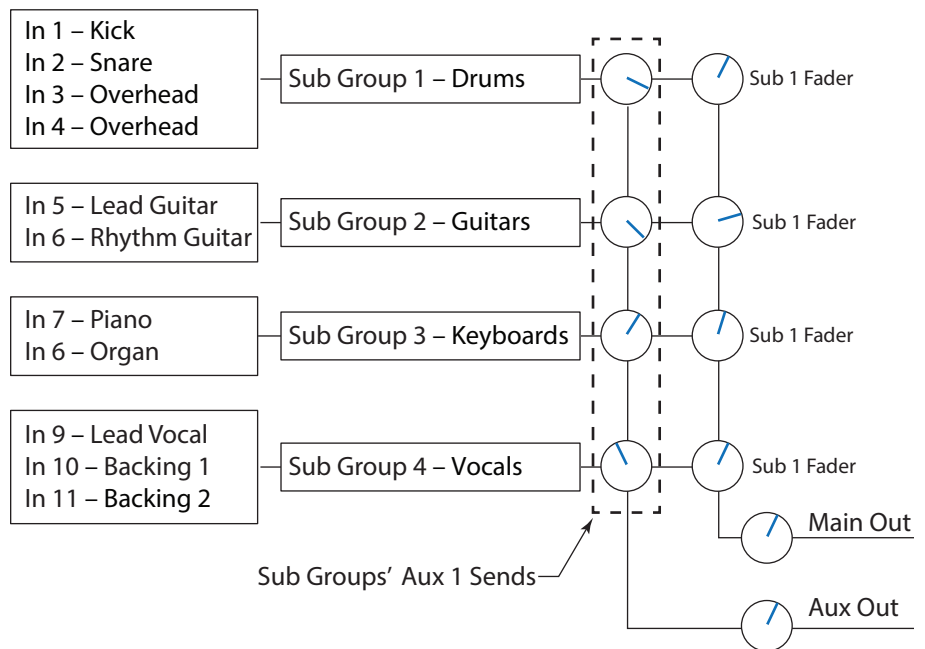 In 1 – Kick
In 2 – Snare
In 3 – Overhead
In 4 – Overhead
Sub Group 1 – Drums
Sub 1 Fader
In 5 – Lead Guitar
In 6 – Rhythm Guitar
Sub Group 2 – Guitars
Sub 1 Fader
In 7 – Piano
In 6 – Organ
Sub Group 3 – Keyboards
Sub 1 Fader
In 9 – Lead Vocal
In 10 – Backing 1
In 11 – Backing 2
Sub Group 4 – Vocals
Sub 1 Fader
Main Out
Sub Groups’ Aux 1 Sends
Aux Out